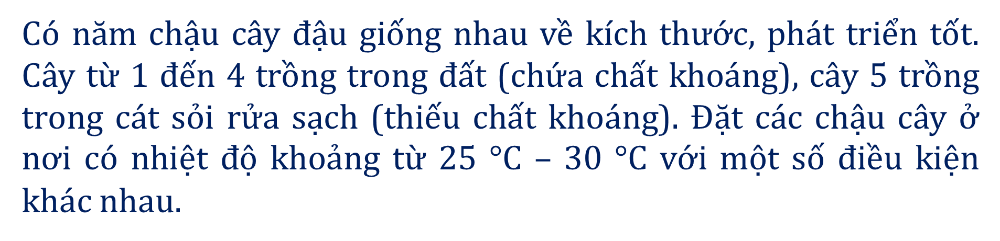 Có năm chậu cây đậu giống nhau về kích thước, phát triển tốt.
Cây từ 1 đến 4 trồng trong đất (chứa chất khoáng), cây 5 trồng
trong cát sỏi rửa sạch (thiếu chất khoáng). Đặt các chậu cây ở
nơi có nhiệt độ khoảng từ 25 °C – 30 °C với một số điều kiện
khác nhau.